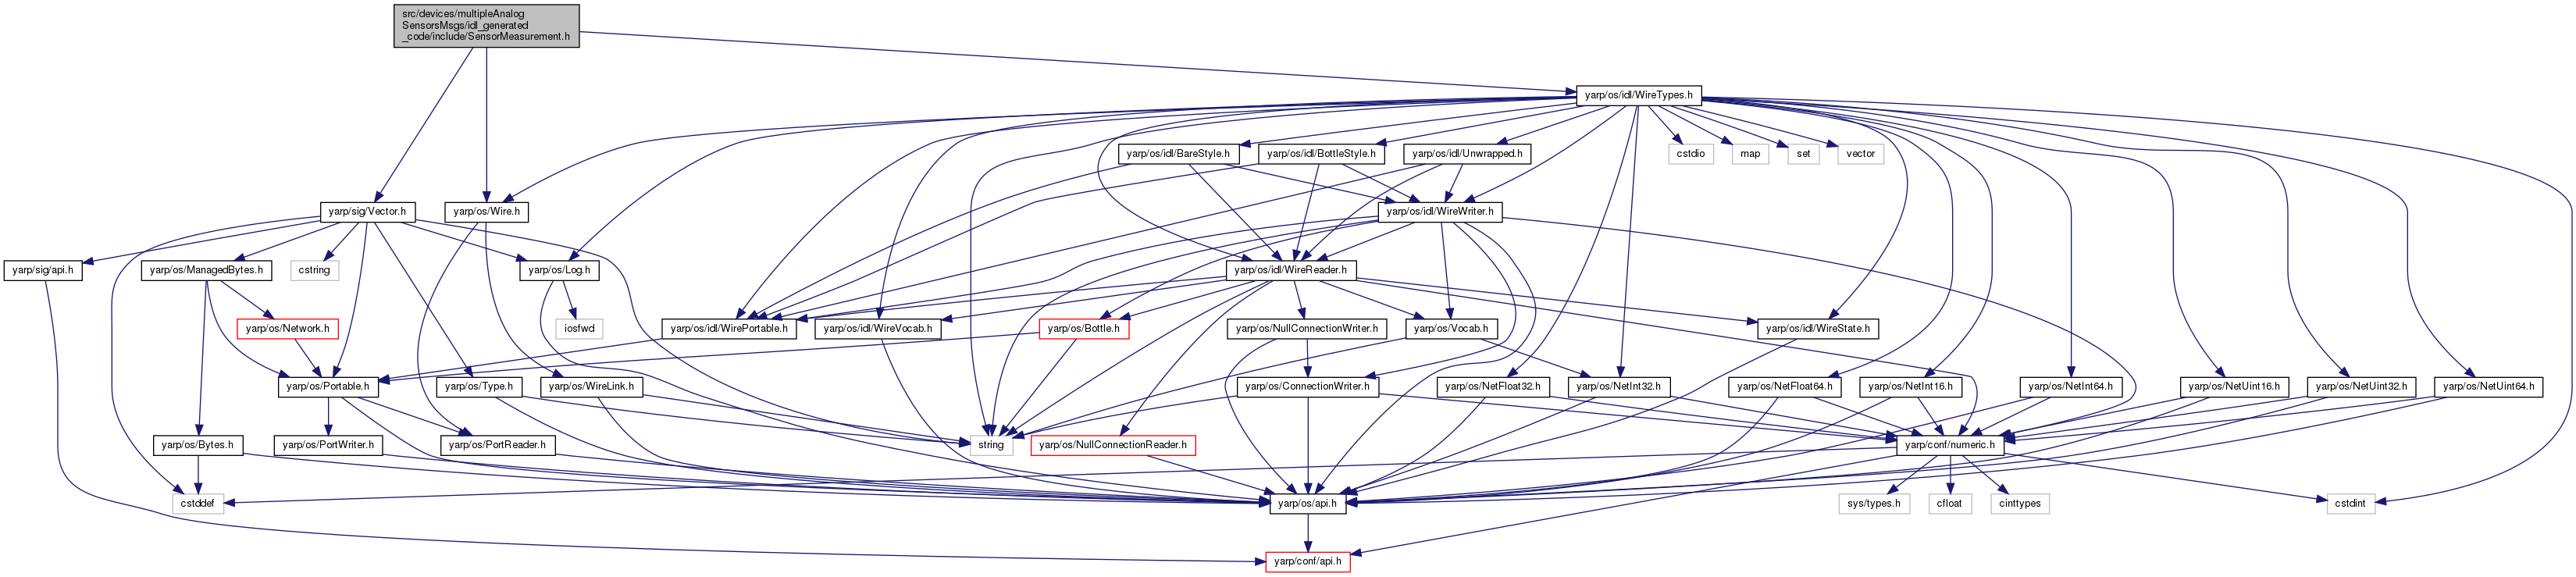 src/devices/multipleAnalog
SensorsMsgs/idl_generated
_code/include/SensorMeasurement.h
yarp/os/idl/WireTypes.h
yarp/os/idl/BareStyle.h
yarp/os/idl/BottleStyle.h
yarp/os/idl/Unwrapped.h
cstdio
map
set
vector
yarp/sig/Vector.h
yarp/os/Wire.h
yarp/os/idl/WireWriter.h
yarp/sig/api.h
yarp/os/ManagedBytes.h
cstring
yarp/os/Log.h
yarp/os/idl/WireReader.h
yarp/os/Network.h
iosfwd
yarp/os/idl/WirePortable.h
yarp/os/idl/WireVocab.h
yarp/os/Bottle.h
yarp/os/NullConnectionWriter.h
yarp/os/Vocab.h
yarp/os/idl/WireState.h
yarp/os/Portable.h
yarp/os/Type.h
yarp/os/WireLink.h
yarp/os/ConnectionWriter.h
yarp/os/NetFloat32.h
yarp/os/NetInt32.h
yarp/os/NetFloat64.h
yarp/os/NetInt16.h
yarp/os/NetInt64.h
yarp/os/NetUint16.h
yarp/os/NetUint32.h
yarp/os/NetUint64.h
yarp/os/Bytes.h
yarp/os/PortWriter.h
yarp/os/PortReader.h
string
yarp/os/NullConnectionReader.h
yarp/conf/numeric.h
cstddef
yarp/os/api.h
sys/types.h
cfloat
cinttypes
cstdint
yarp/conf/api.h